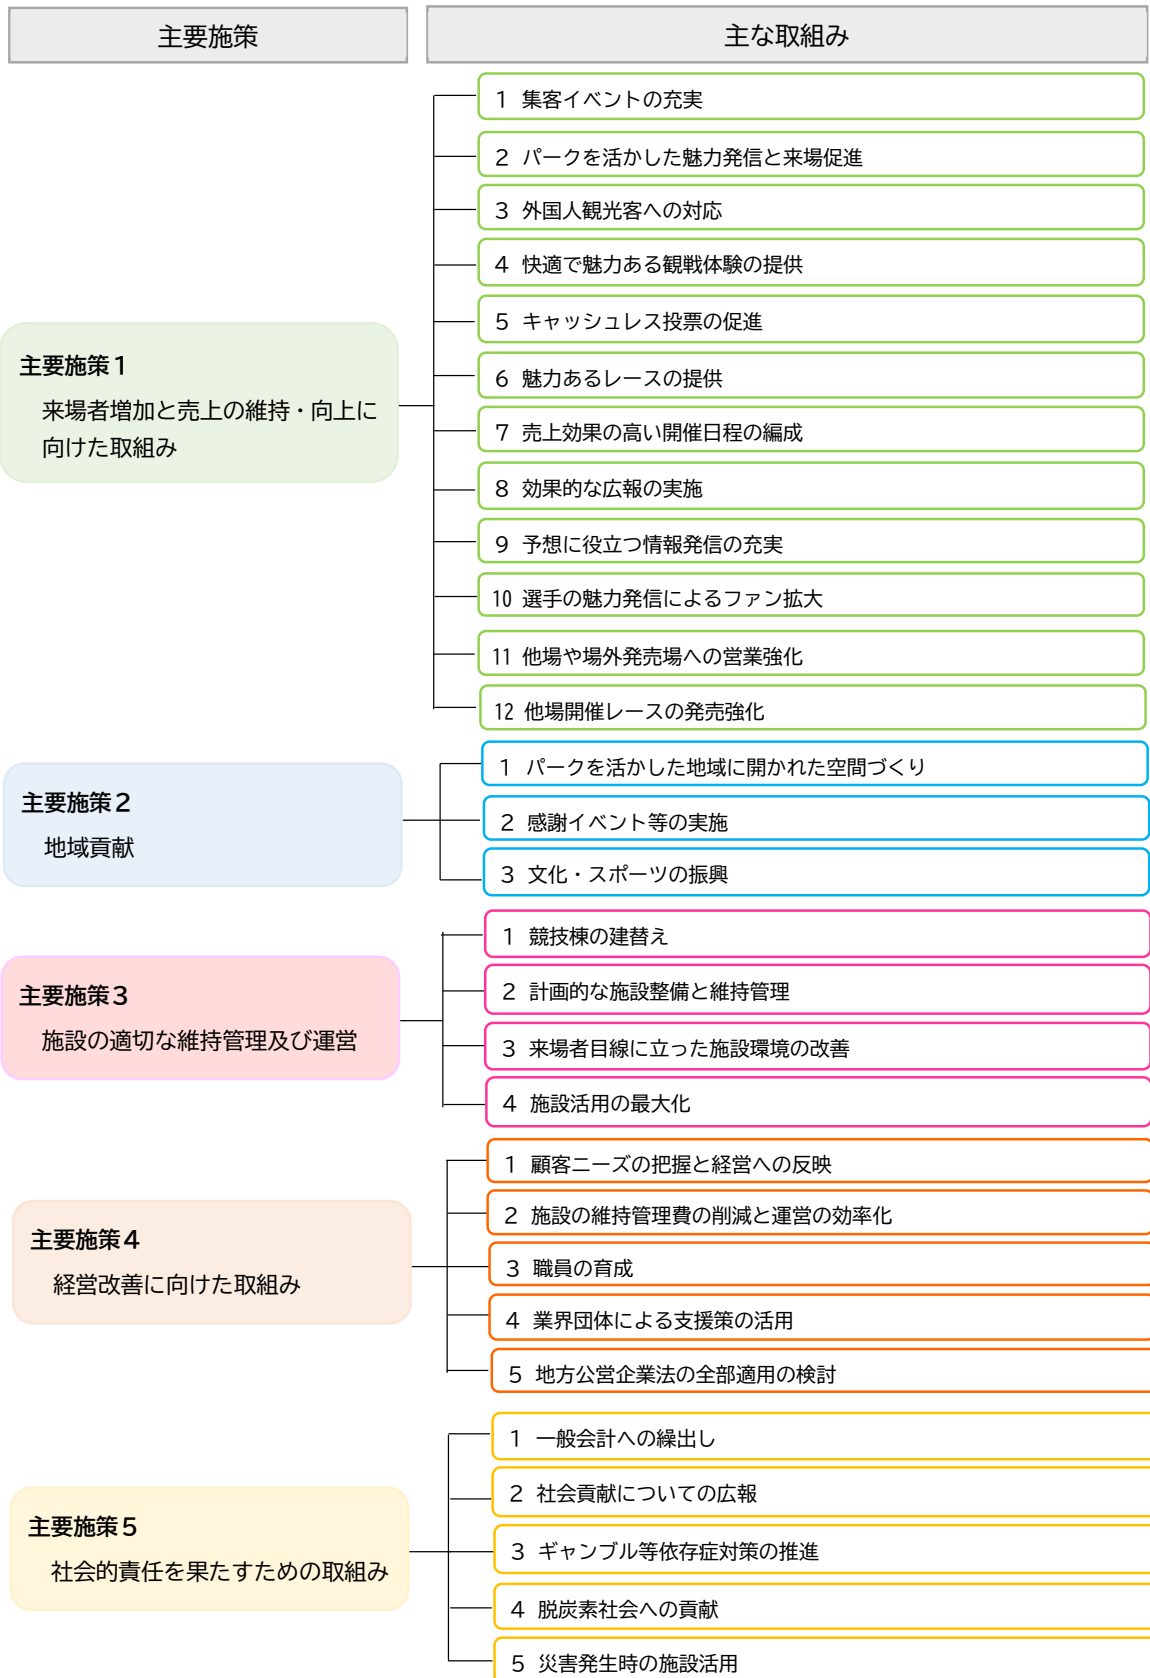 主要施策
主な取組み
主要施策１
来場者増加と売上の維持・向上に
向けた取組み
1 集客イベントの充実
2 パークを活かした魅力発信と来場促進
3 外国人観光客への対応
4 快適で魅力ある観戦体験の提供
5 キャッシュレス投票の促進
6 魅力あるレースの提供
7 売上効果の高い開催日程の編成
8 効果的な広報の実施
9 予想に役立つ情報発信の充実
10 選手の魅力発信によるファン拡大
11 他場や場外発売場への営業強化
12 他場開催レースの発売強化
主要施策２
地域貢献
1 パークを活かした地域に開かれた空間づくり
2 感謝イベント等の実施
3 文化・スポーツの振興
主要施策３
施設の適切な維持管理及び運営
1 競技棟の建替え
2 計画的な施設整備と維持管理
3 来場者目線に立った施設環境の改善
4 施設活用の最大化
主要施策４
経営改善に向けた取組み
1 顧客ニーズの把握と経営への反映
2 施設の維持管理費の削減と運営の効率化
3 職員の育成
4 業界団体による支援策の活用
5 地方公営企業法の全部適用の検討
主要施策５
社会的責任を果たすための取組み
1 一般会計への繰出し
2 社会貢献についての広報
3 ギャンブル等依存症対策の推進
4 脱炭素社会への貢献
5 災害発生時の施設活用